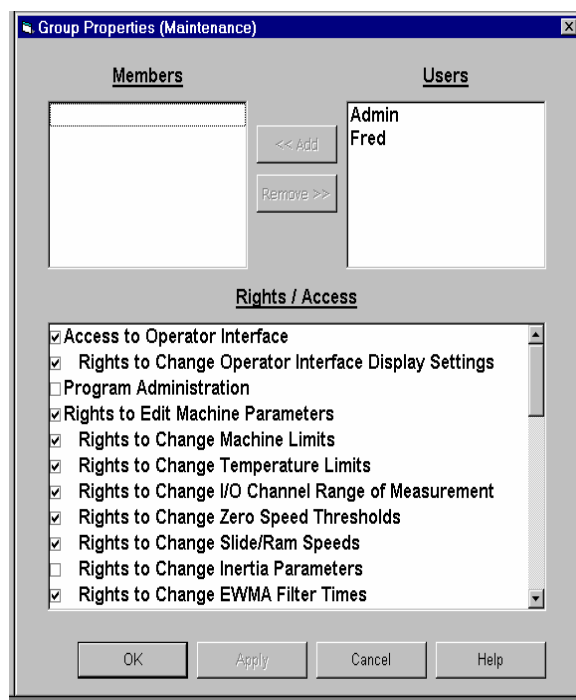 Group Properties (Maintenance)
Members
Users
Admin
Fred
<< Add
Remove >>
Rights / Access
Access to Operator Interface
Rights to Change Operator Interface Display Settings
Program Administration
Rights to Edit Machine Parameters
Rights to Change Machine Limits
Rights to Change Temperature Limits
Rights to Change I/O Channel Range of Measurement
Rights to Change Zero Speed Thresholds
Rights to Change Slide/Ram Speeds
Rights to Change Inertia Parameters
Rights to Change EWMA Filter Times
OK
Apply
Cancel
Help